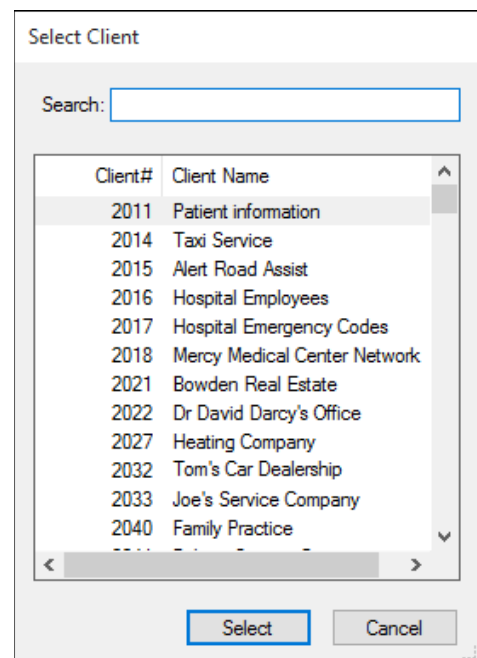 Select Client
Search:
Client# Client Name
2011 Patient information
2014 Taxi Service
2015 Alert Road Assist
2016 Hospital Employees
2017 Hospital Emergency Codes
2018 Mercy Medical Center Network
2021 Bowden Real Estate
2022 Dr David Darcy's Office
2027 Heating Company
2032 Tom's Car Dealership
2033 Joe's Service Company
2040 Family Practice
Select Cancel